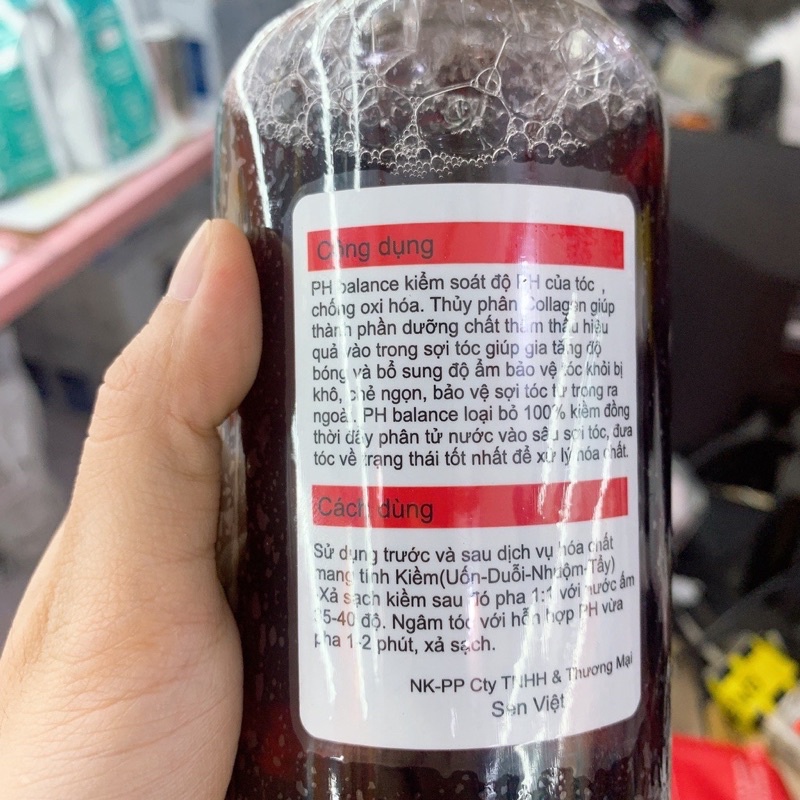 Công dụng
PH balance kiểm soát độ PH của tóc ,
chống oxi hóa. Thủy phân Collagen giúp
thành phần dưỡng chất thẩm thấu hiệu
quả vào trong sợi tóc giúp gia tăng độ
bóng và bổ sung độ ẩm bảo vệ tóc khỏi bị
khô, chẻ ngọn, bảo vệ sợi tóc từ trong ra
ngoài. PH balance loại bỏ 100% kiềm đồng
thời đẩy phân tử nước vào sâu sợi tóc, đưa
tóc về trạng thái tốt nhất để xử lý hóa chất.
Cách dùng
Sử dụng trước và sau dịch vụ hóa chất
mang tính Kiềm(Uốn-Duỗi-Nhuộm-Tẩy)
-Xả sạch kiềm sau đó pha 1:1 với nước ấm
35-40 độ. Ngâm tóc với hỗn hợp PH vừa
pha 1-2 phút, xả sạch.
NK-PP Cty TNHH & Thương Mại
Sen Việt